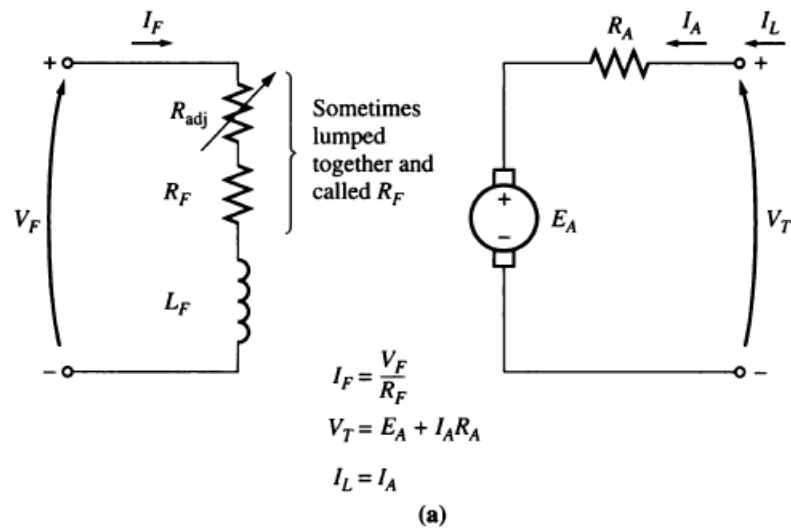 I_F
+
R_adj
R_F
V_F
L_F
−
Sometimes
lumped
together and
called R_F
R_A
I_A
I_L
+
+
−
E_A
V_T
−
I_F = V_F / R_F
V_T = E_A + I_A R_A
I_L = I_A
(a)